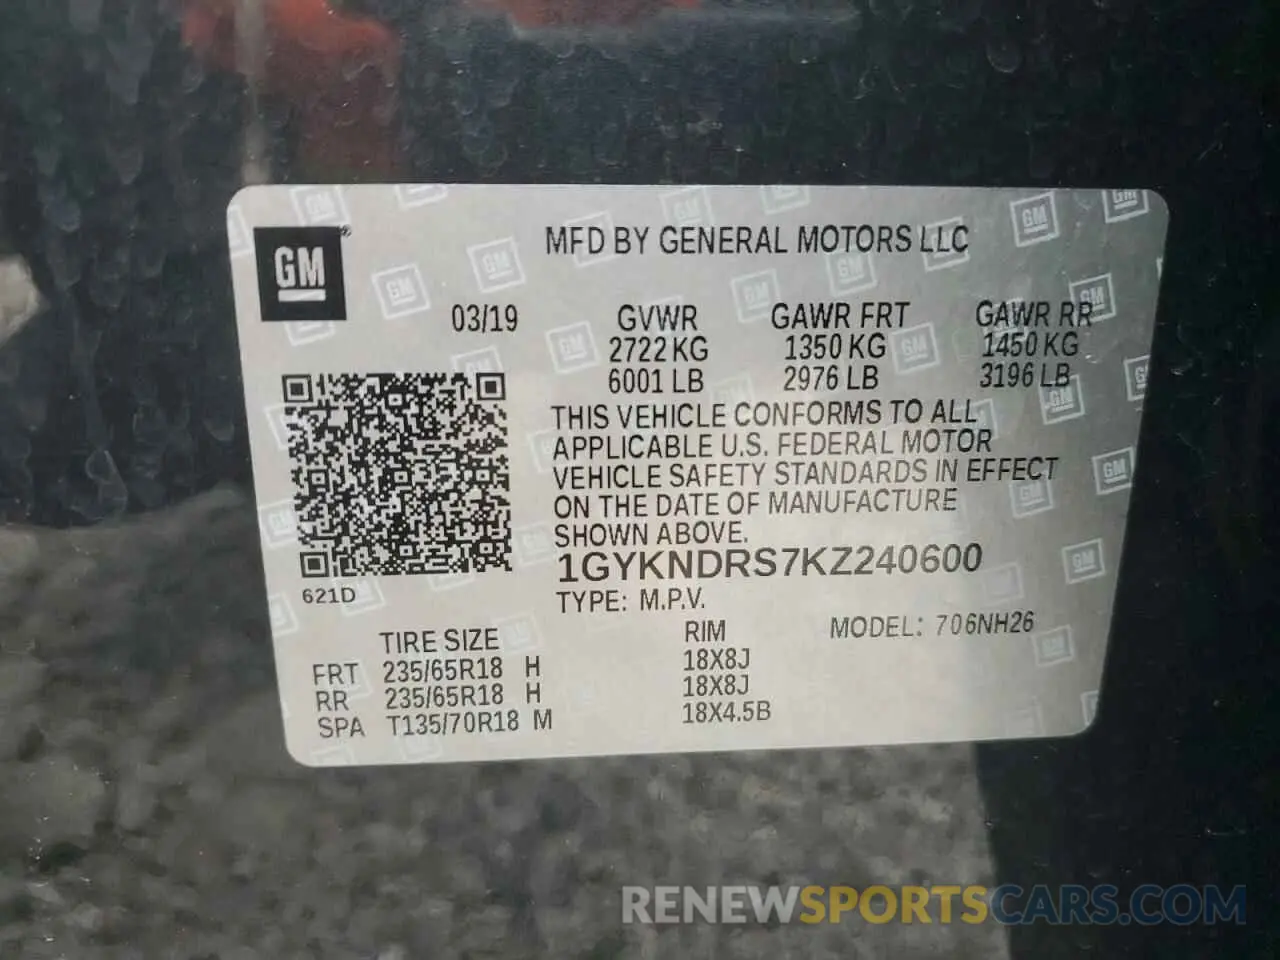 GM®
MFD BY GENERAL MOTORS LLC
03/19 GVWR GAWR FRT GAWR RR
2722 KG 1350 KG 1450 KG
6001 LB 2976 LB 3196 LB
THIS VEHICLE CONFORMS TO ALL
APPLICABLE U.S. FEDERAL MOTOR
VEHICLE SAFETY STANDARDS IN EFFECT
ON THE DATE OF MANUFACTURE
SHOWN ABOVE.
1GYKNDRS7KZ240600
621D
TYPE: M.P.V.
TIRE SIZE RIM MODEL: 706NH26
FRT 235/65R18 H 18X8J
RR 235/65R18 H 18X8J
SPA T135/70R18 M 18X4.5B
RENEWSPORTSCARS.COM